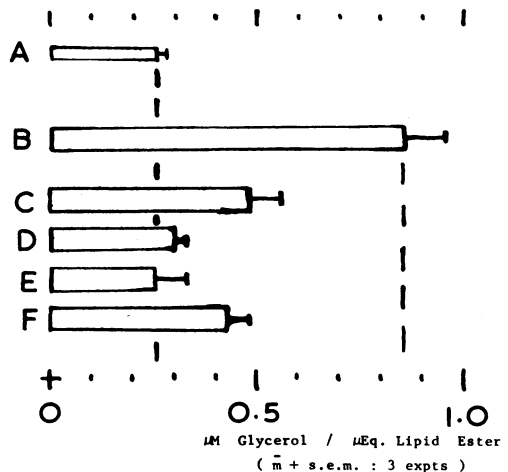 A
B
C
D
E
F
0 0.5 1.0
μM Glycerol / μEq. Lipid Ester
( m̄ + s.e.m. : 3 expts )